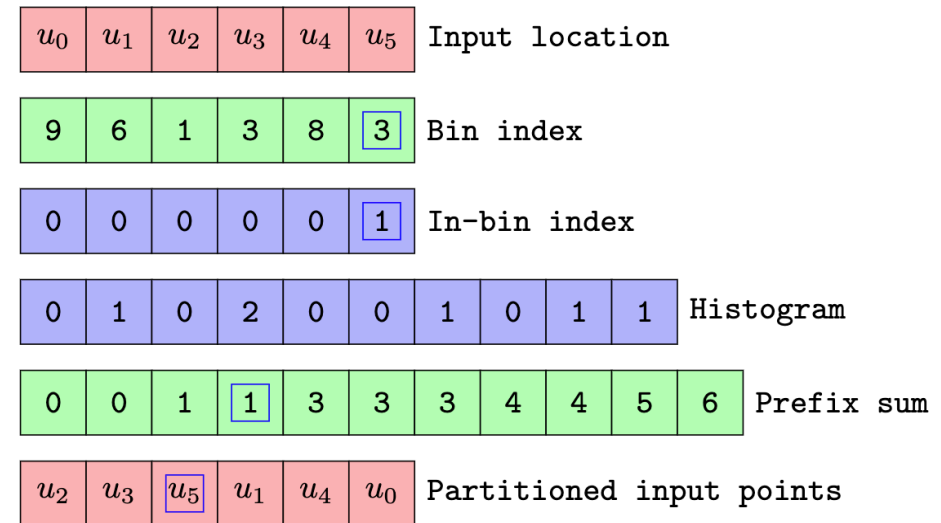 u₀ u₁ u₂ u₃ u₄ u₅ Input location
9 6 1 3 8 3 Bin index
0 0 0 0 0 1 In-bin index
0 1 0 2 0 0 1 0 1 1 Histogram
0 0 1 1 3 3 3 4 4 5 6 Prefix sum
u₂ u₃ u₅ u₁ u₄ u₀ Partitioned input points